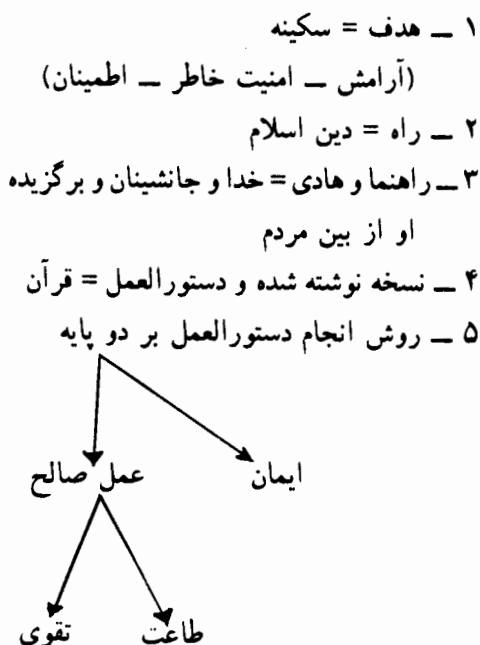 ۱ ــ هدف = سکینه
(آرامش ــ امنیت خاطر ــ اطمینان)
۲ ــ راه = دین اسلام
۳ ــ راهنما و هادی = خدا و جانشینان و برگزیده
او از بین مردم
۴ ــ نسخه نوشته شده و دستورالعمل = قرآن
۵ ــ روش انجام دستورالعمل بر دو پایه
ایمان عمل صالح
طاعت تقوی